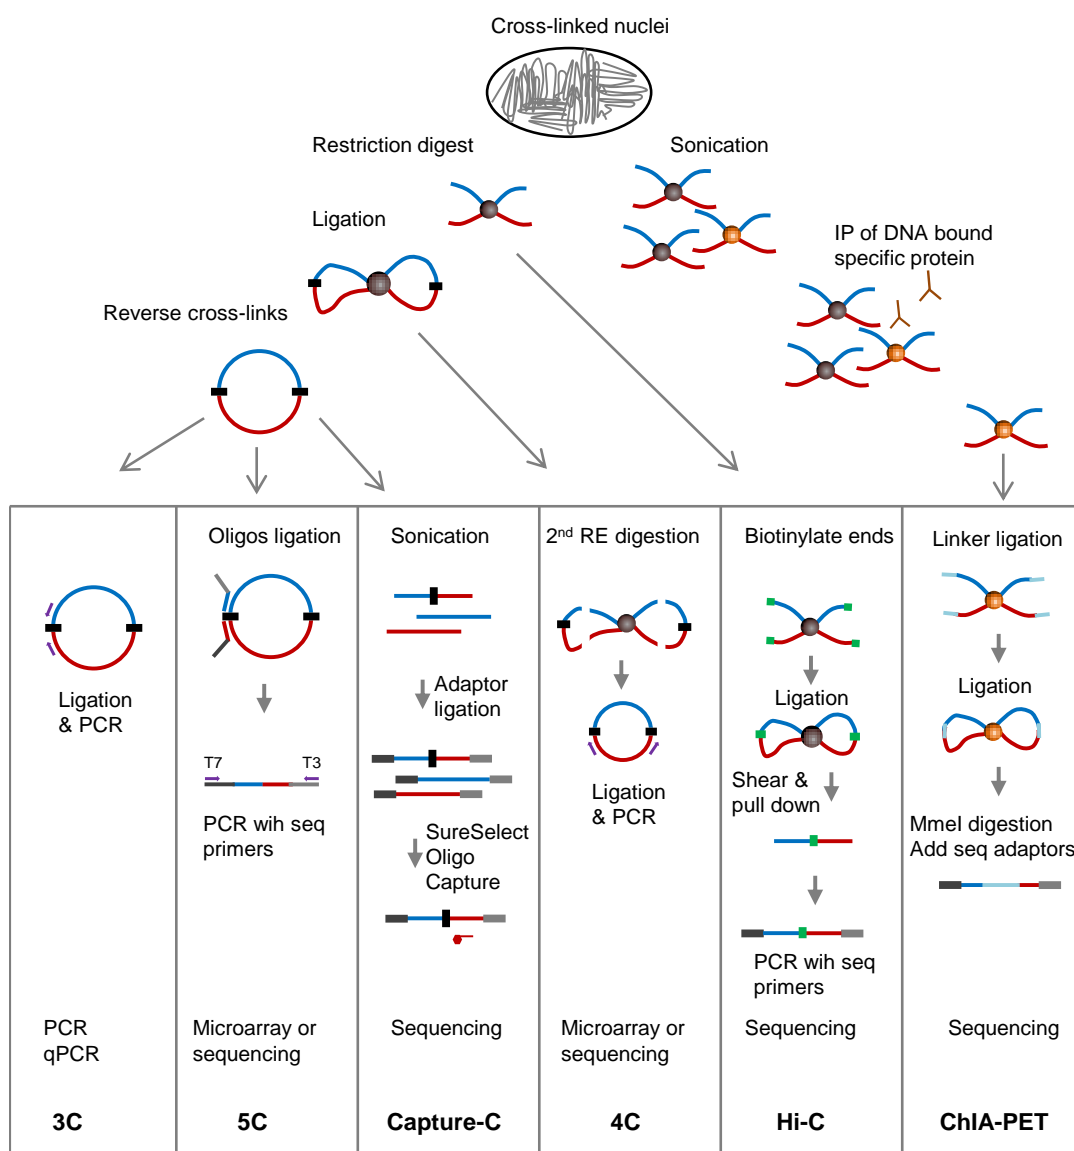 Cross-linked nuclei
Restriction digest
Sonication
Ligation
IP of DNA bound
specific protein
Reverse cross-links
Ligation
& PCR
PCR
qPCR
3C
Oligos ligation
T7
T3
PCR wih seq
primers
Microarray or
sequencing
5C
Sonication
Adaptor
ligation
SureSelect
Oligo
Capture
Sequencing
Capture-C
2nd RE digestion
Ligation
& PCR
Microarray or
sequencing
4C
Biotinylate ends
Ligation
Shear &
pull down
PCR wih seq
primers
Sequencing
Hi-C
Linker ligation
Ligation
MmeI digestion
Add seq adaptors
Sequencing
ChIA-PET